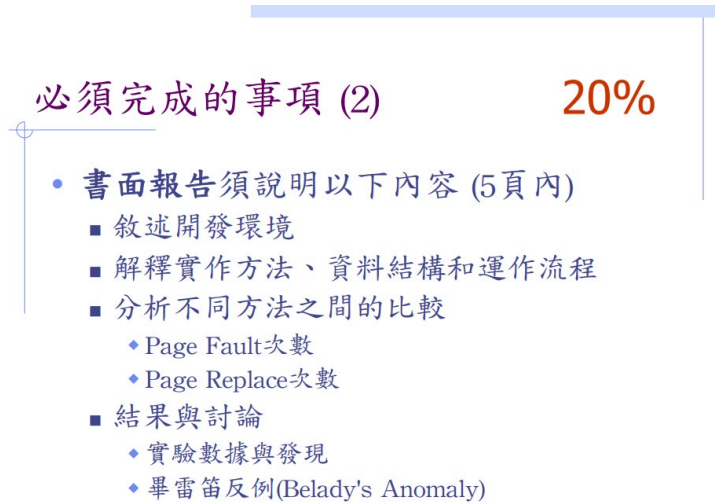 必須完成的事項 (2) 20%
• 書面報告須說明以下內容 (5頁內)
■ 敘述開發環境
■ 解釋實作方法、資料結構和運作流程
■ 分析不同方法之間的比較
◆ Page Fault次數
◆ Page Replace次數
■ 結果與討論
◆ 實驗數據與發現
◆ 畢雷笛反例(Belady's Anomaly)